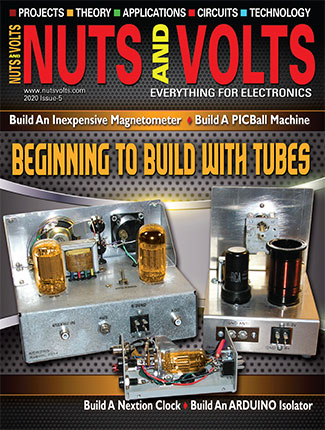 PROJECTS ■ THEORY ■ APPLICATIONS ■ CIRCUITS ■ TECHNOLOGY
NUTS AND VOLTS
NUTS AND VOLTS
www.nutsvolts.com
2020 Issue-5
EVERYTHING FOR ELECTRONICS
Build An Inexpensive Magnetometer ♦ Build A PICBall Machine
BEGINNING TO BUILD WITH TUBES
Build A Nextion Clock ♦ Build An ARDUINO Isolator